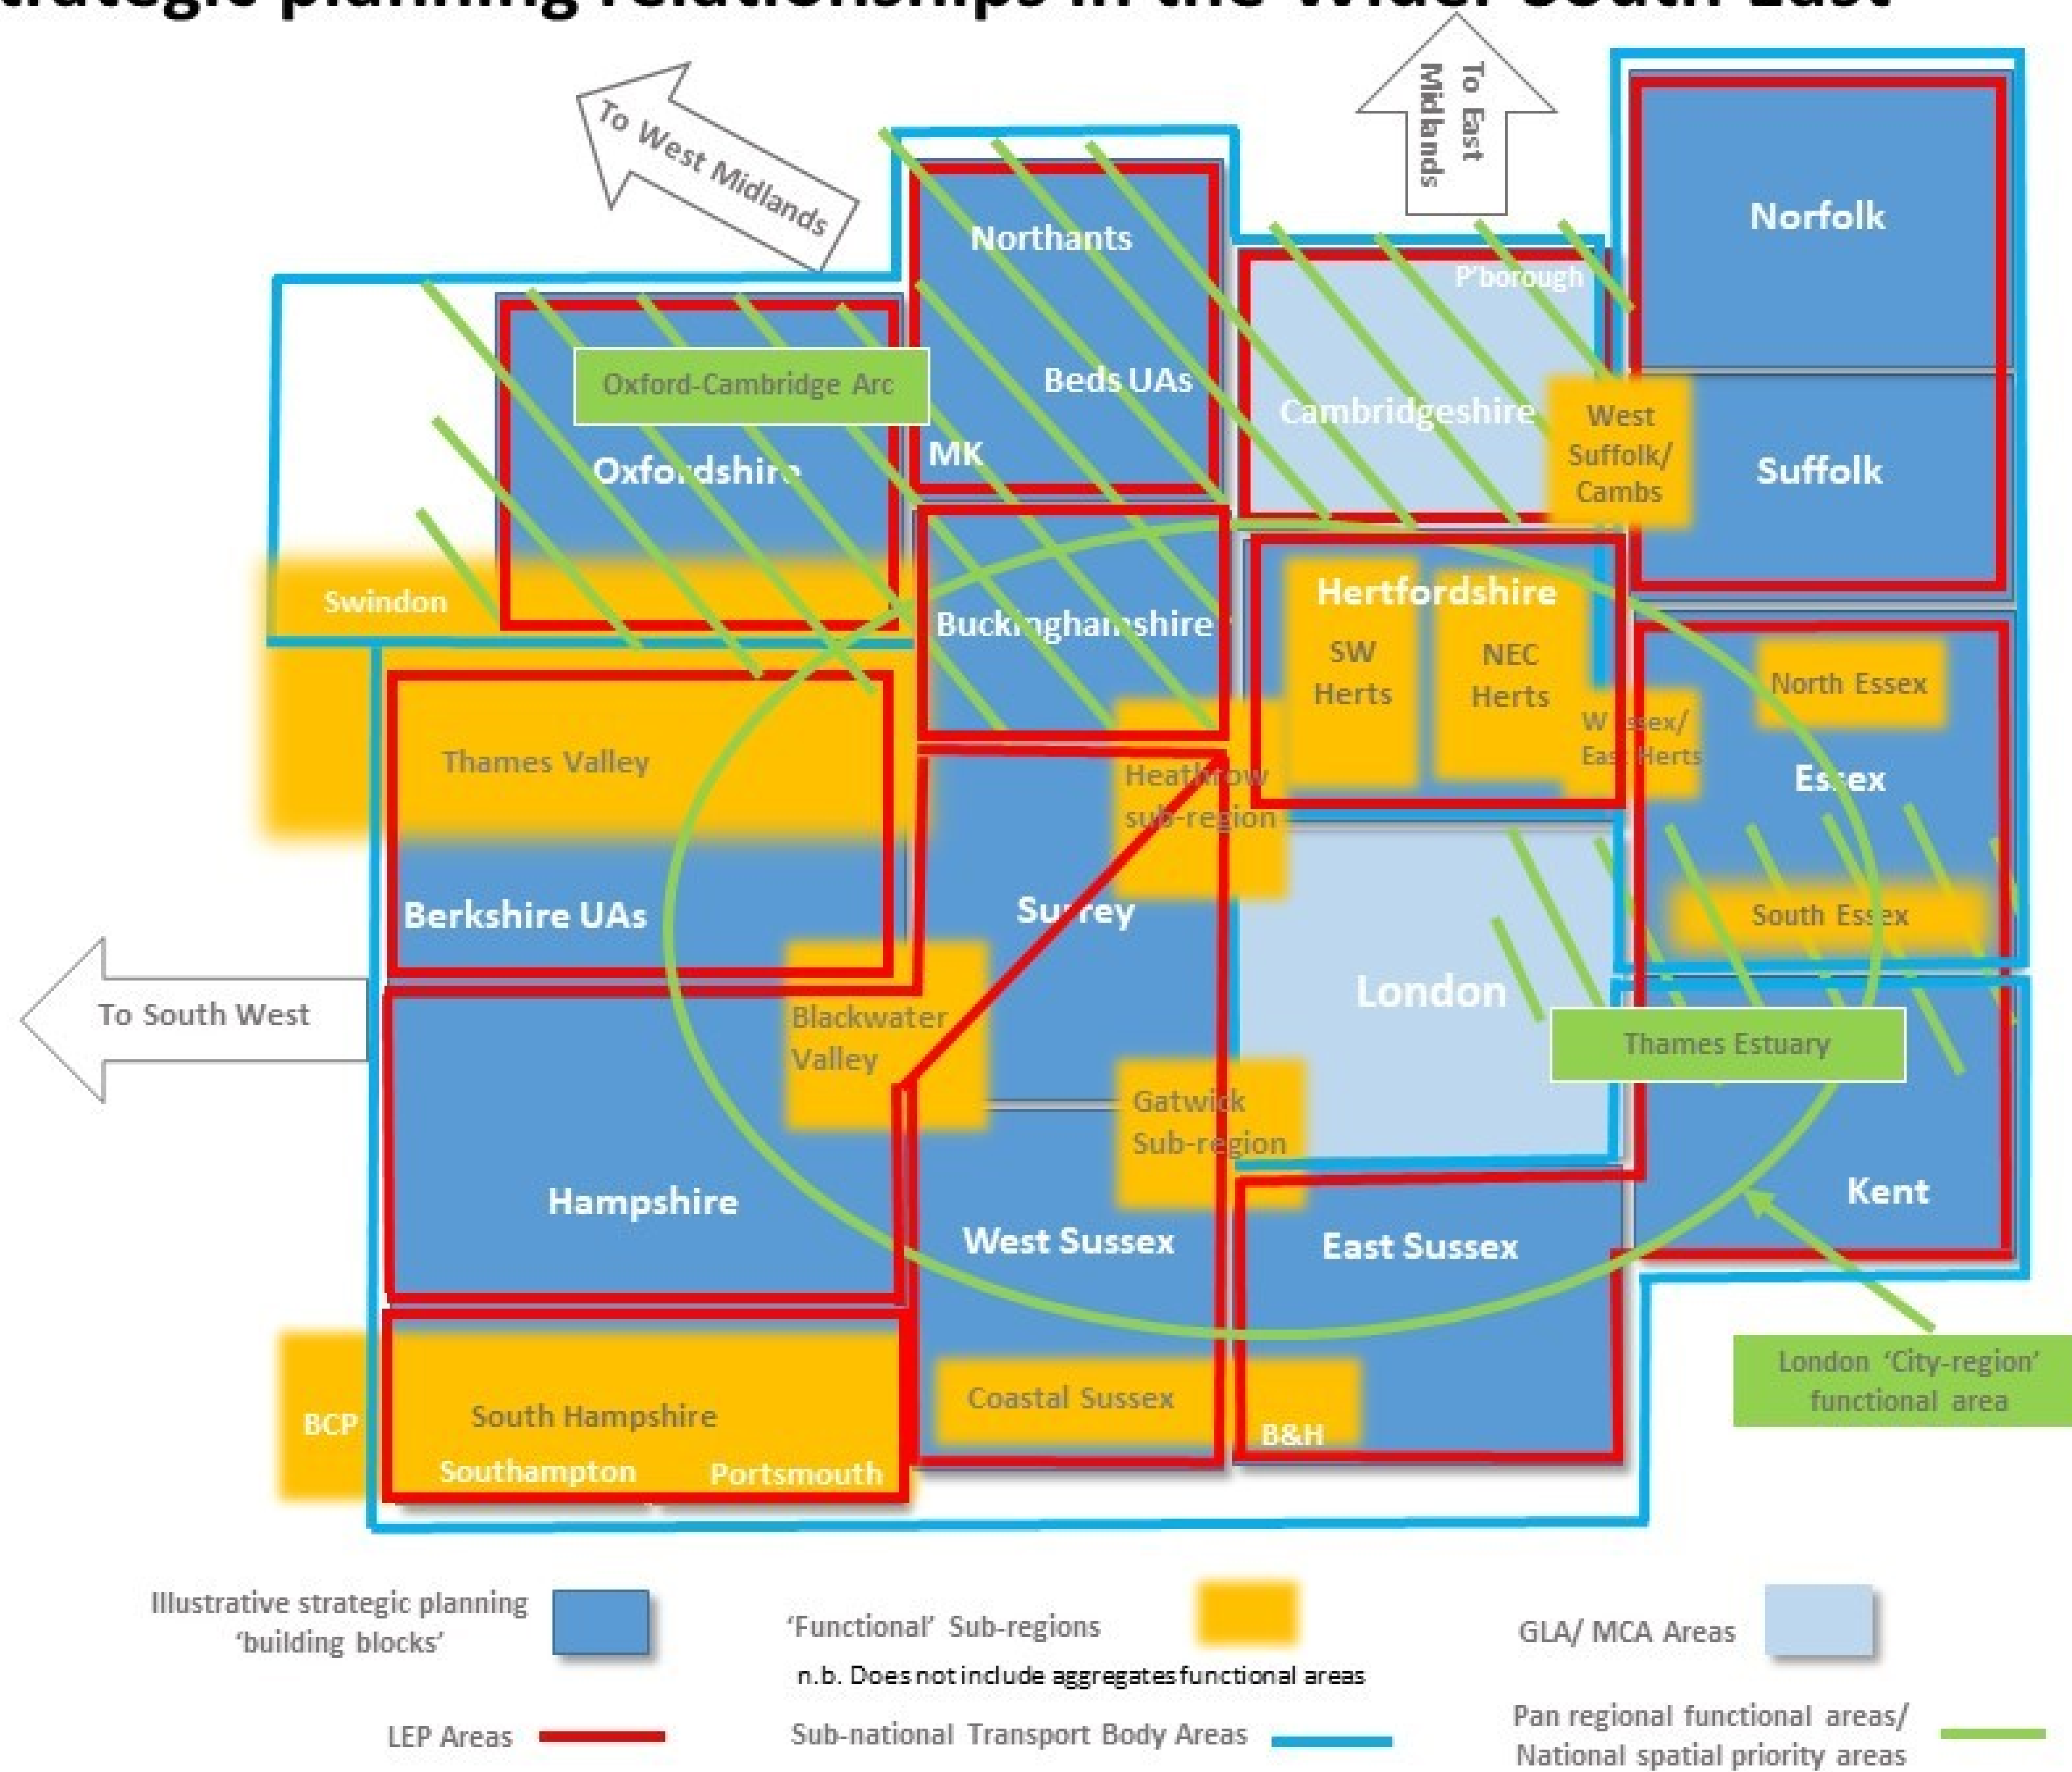 strategic planning relationships in the Wider South East
To West Midlands
To East
Midlands
Norfolk
Northants
P'borough
Oxford-Cambridge Arc
Beds UAs
Cambridgeshire
West
Suffolk/
Cambs
MK
Oxfordshire
Suffolk
Swindon
Buckinghamshire
Hertfordshire
SW
Herts
NEC
Herts
North Essex
W Essex/
East Herts
Thames Valley
Heathrow
sub-region
Essex
Berkshire UAs
Surrey
South Essex
London
To South West
Blackwater
Valley
Thames Estuary
Gatwick
Sub-region
Hampshire
Kent
West Sussex
East Sussex
London 'City-region'
functional area
Coastal Sussex
B&H
BCP
South Hampshire
Southampton
Portsmouth
Illustrative strategic planning
'building blocks'
'Functional' Sub-regions
n.b. Does not include aggregates functional areas
GLA/ MCA Areas
LEP Areas
Sub-national Transport Body Areas
Pan regional functional areas/
National spatial priority areas